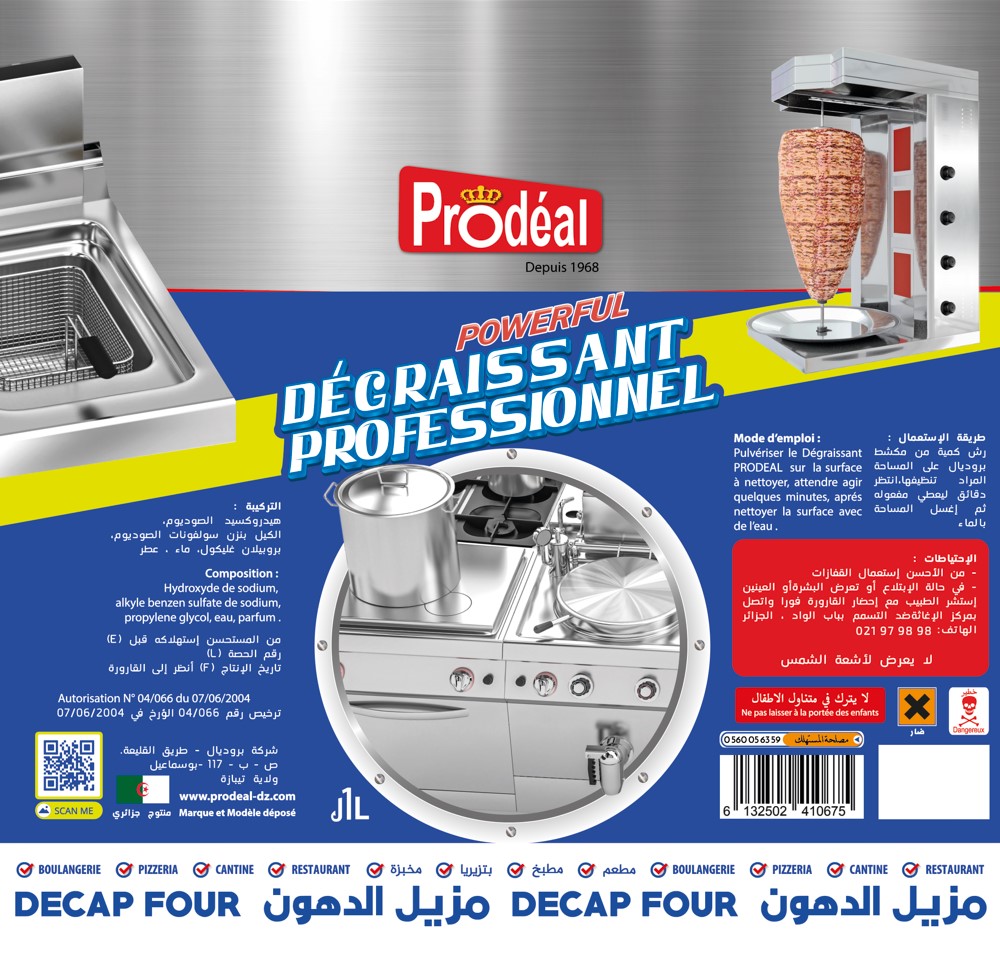 Prodéal
Depuis 1968
POWERFUL
DÉGRAISSANT
PROFESSIONNEL
التركيبة :
هيدروكسيد الصوديوم،
الكيل بنزن سولفونات الصوديوم،
بروبيلان غليكول، ماء ، عطر
Composition :
Hydroxyde de sodium,
alkyle benzen sulfate de sodium,
propylene glycol, eau, parfum .
من المستحسن إستهلاكه قبل (E)
رقم الحصة (L)
تاريخ الإنتاج (F) أنظر إلى القارورة
Autorisation N° 04/066 du 07/06/2004
ترخيص رقم 04/066 الؤرخ في 07/06/2004
شركة بروديال - طريق القليعة.
ص - ب - 117 -بوسماعيل
ولاية تيبازة
www.prodeal-dz.com
SCAN ME
منتوج جزائري
Marque et Modèle déposé
1L
Mode d'emploi :
Pulvériser le Dégraissant
PRODEAL sur la surface
à nettoyer, attendre agir
quelques minutes, aprés
nettoyer la surface avec
de l'eau .
طريقة الإستعمال :
رش كمية من مكشط
بروديال على المساحة
المراد تنظيفها،انتظر
دقائق ليعطي مفعوله
ثم إغسل المساحة
بالماء
الإحتياطات :
- من الأحسن إستعمال القفازات
- في حالة الإبتلاع أو تعرض البشرةأو العينين
إستشر الطبيب مع إحضار القارورة فورا واتصل
بمركز الإغاثةضد التسمم بباب الواد ، الجزائر
الهاتف: 021 97 98 98
لا يعرض لأشعة الشمس
لا يترك في متناول الاطفال
Ne pas laisser à la portée des enfants
ضار
خطير
Dangereux
0 560 05 63 59
مصلحة المستهلك
6 132502 410675
BOULANGERIE PIZZERIA CANTINE RESTAURANT مخبزة بتزيريا مطبخ مطعم BOULANGERIE PIZZERIA CANTINE RESTAURANT
DECAP FOUR مزيل الدهون DECAP FOUR مزيل الدهون